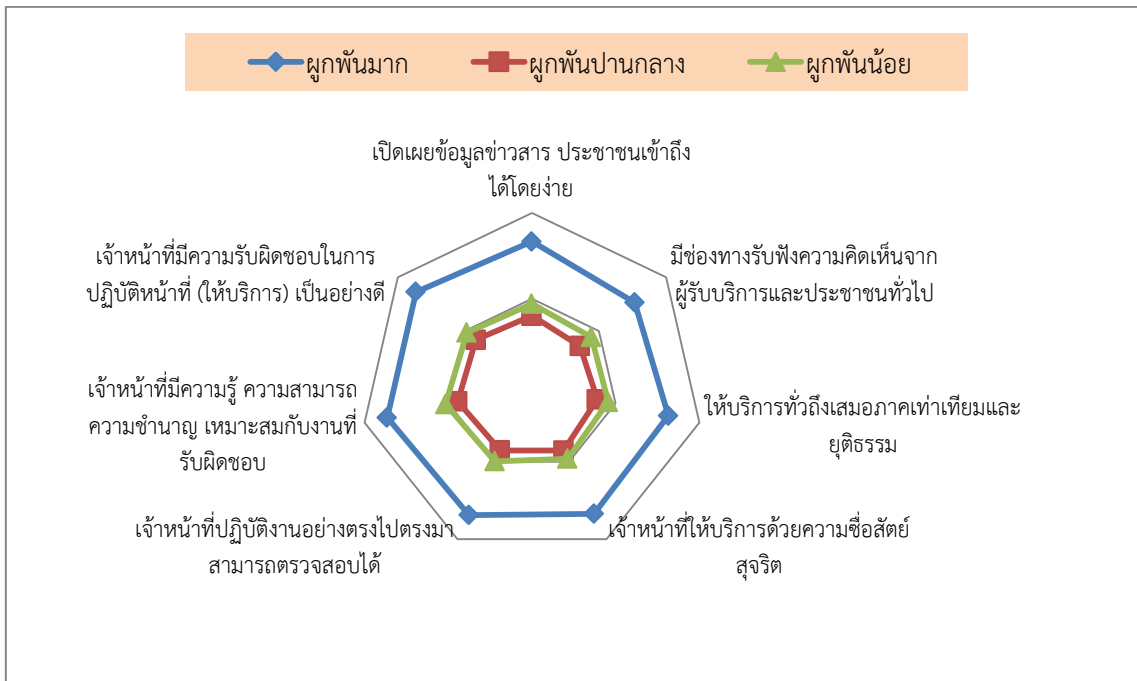 ผูกพันมาก ผูกพันปานกลาง ผูกพันน้อย
เปิดเผยข้อมูลข่าวสาร ประชาชนเข้าถึง
ได้โดยง่าย
มีช่องทางรับฟังความคิดเห็นจาก
ผู้รับบริการและประชาชนทั่วไป
ให้บริการทั่วถึงเสมอภาคเท่าเทียมและ
ยุติธรรม
เจ้าหน้าที่ให้บริการด้วยความซื่อสัตย์
สุจริต
เจ้าหน้าที่ปฏิบัติงานอย่างตรงไปตรงมา
สามารถตรวจสอบได้
เจ้าหน้าที่มีความรู้ ความสามารถ
ความชำนาญ เหมาะสมกับงานที่
รับผิดชอบ
เจ้าหน้าที่มีความรับผิดชอบในการ
ปฏิบัติหน้าที่ (ให้บริการ) เป็นอย่างดี